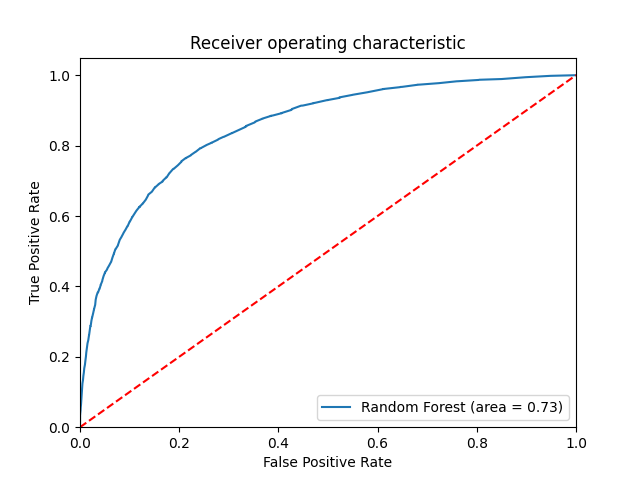 Receiver operating characteristic
1.0
0.8
0.6
0.4
0.2
0.0
True Positive Rate
Random Forest (area = 0.73)
0.0 0.2 0.4 0.6 0.8 1.0
False Positive Rate